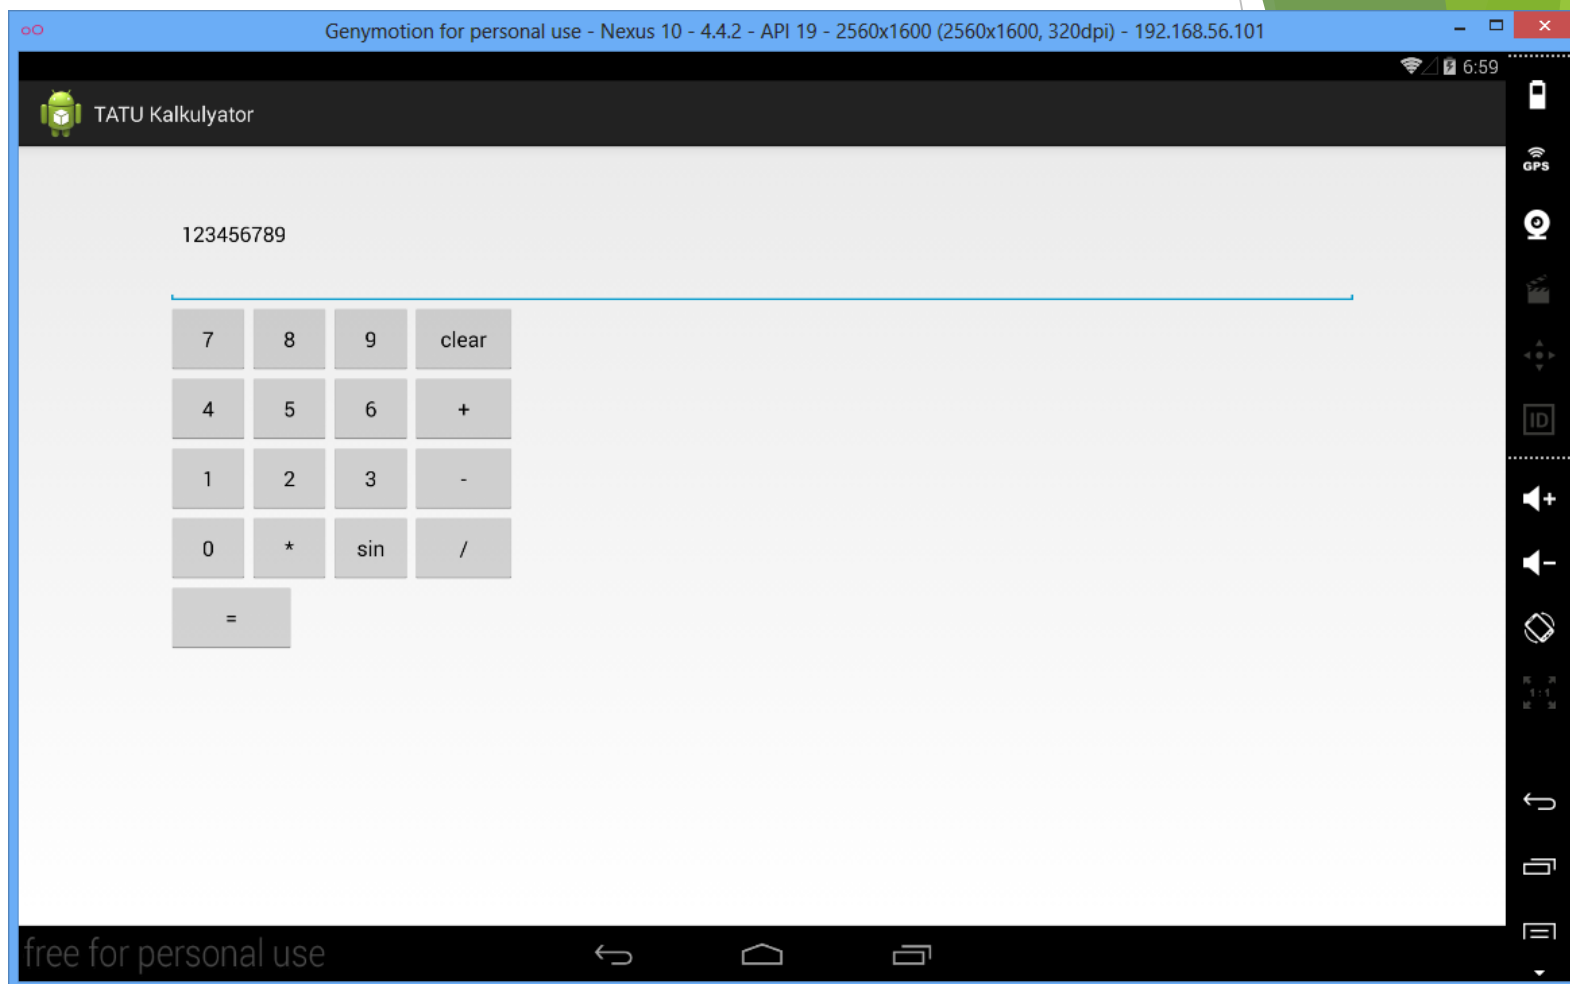 Genymotion for personal use - Nexus 10 - 4.4.2 - API 19 - 2560x1600 (2560x1600, 320dpi) - 192.168.56.101
6:59
TATU Kalkulyator
GPS
123456789
7 8 9 clear
4 5 6 +
ID
1 2 3 -
0 * sin /
=
1:1
free for personal use